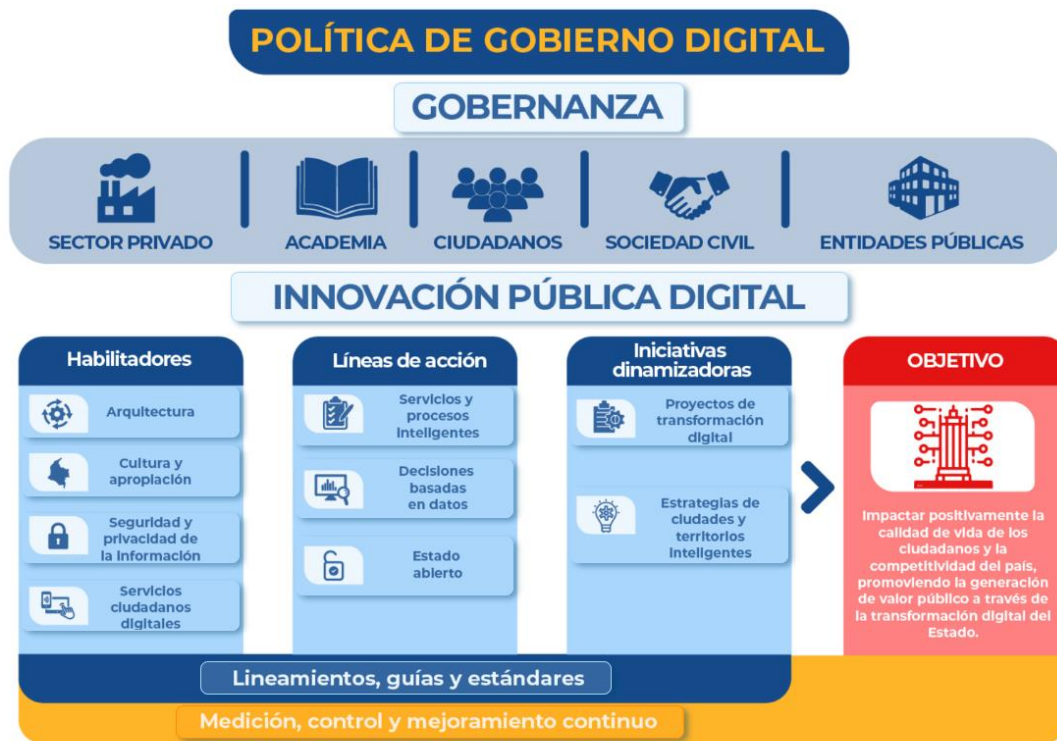 POLÍTICA DE GOBIERNO DIGITAL
GOBERNANZA
SECTOR PRIVADO
ACADEMIA
CIUDADANOS
SOCIEDAD CIVIL
ENTIDADES PÚBLICAS
INNOVACIÓN PÚBLICA DIGITAL
Habilitadores
Arquitectura
Cultura y
apropiación
Seguridad y
privacidad de
la información
Servicios
ciudadanos
digitales
Líneas de acción
Servicios y
procesos
inteligentes
Decisiones
basadas
en datos
Estado
abierto
Iniciativas
dinamizadoras
Proyectos de
transformación
digital
Estrategias de
ciudades y
territorios
inteligentes
OBJETIVO
Impactar positivamente la
calidad de vida de los
ciudadanos y la
competitividad del país,
promoviendo la generación
de valor público a través de
la transformación digital del
Estado.
Lineamientos, guías y estándares
Medición, control y mejoramiento continuo